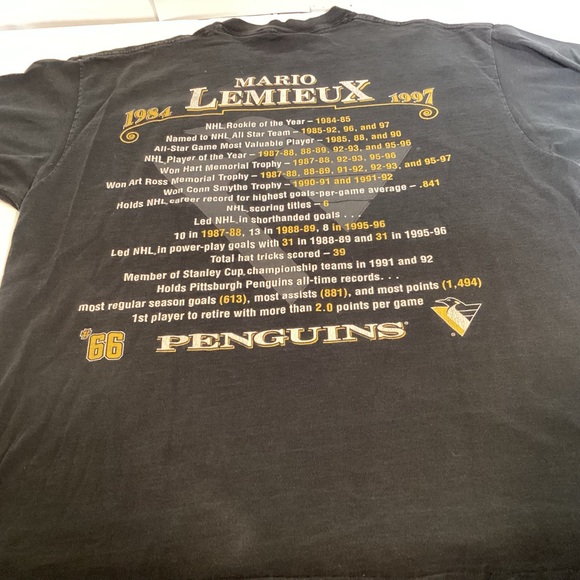 MARIO
1984 LEMIEUX 1997
NHL Rookie of the Year – 1984-85
Named to NHL All Star Team – 1985-92, 96, and 97
All-Star Game Most Valuable Player – 1985, 88, and 90
NHL Player of the Year – 1987-88, 88-89, 92-93, and 95-96
Won Hart Memorial Trophy – 1987-88, 92-93, 95-96
Won Art Ross Memorial Trophy – 1987-88, 88-89, 91-92, 92-93, and 95-97
Won Conn Smythe Trophy – 1990-91 and 1991-92
Holds NHL career record for highest goals-per-game average – .841
NHL scoring titles – 6
Led NHL in shorthanded goals . . .
10 in 1987-88, 13 in 1988-89, 8 in 1995-96
Led NHL in power-play goals with 31 in 1988-89 and 31 in 1995-96
Total hat tricks scored – 39
Member of Stanley Cup championship teams in 1991 and 92
Holds Pittsburgh Penguins all-time records. . .
most regular season goals (613), most assists (881), and most points (1,494)
1st player to retire with more than 2.0 points per game
#66 PENGUINS